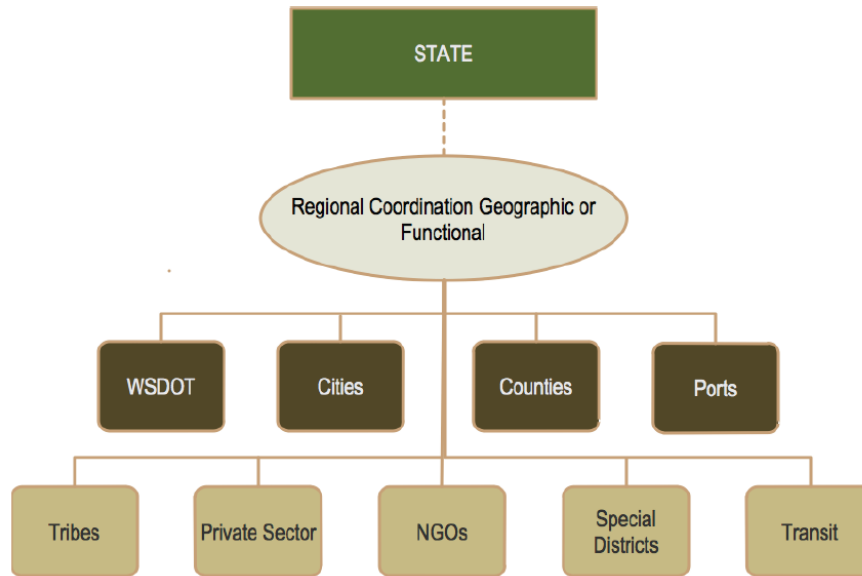 STATE
Regional Coordination Geographic or
Functional
WSDOT
Cities
Counties
Ports
Tribes
Private Sector
NGOs
Special
Districts
Transit